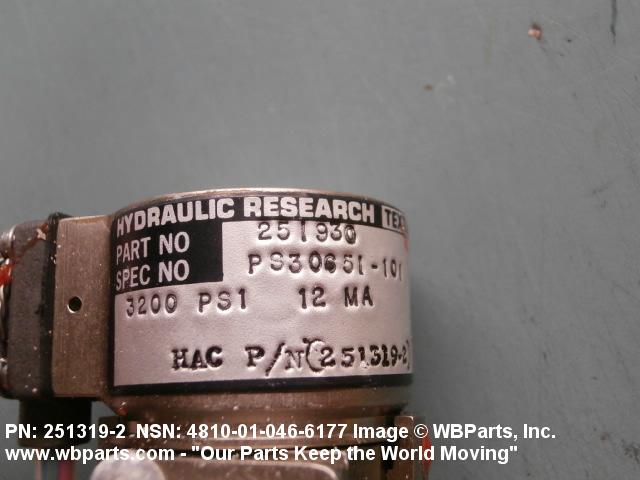 HYDRAULIC RESEARCH
PART NO 251930
SPEC NO PS30651-101
3200 PSI 12 MA
HAC P/N(251319-2)
PN: 251319-2 NSN: 4810-01-046-6177 Image © WBParts, Inc.
www.wbparts.com - "Our Parts Keep the World Moving"